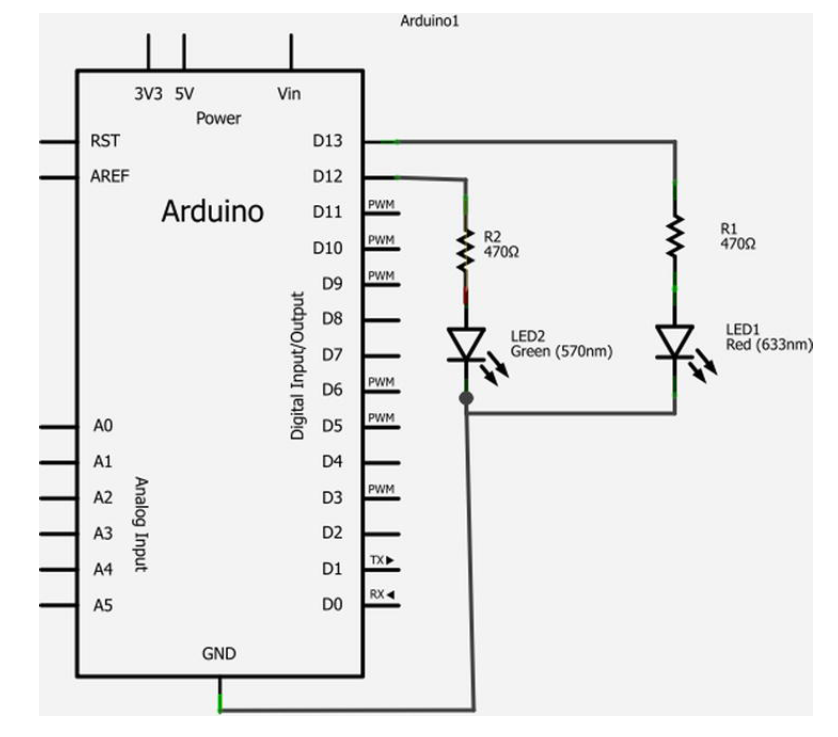 Arduino1
3V3 5V Vin
Power
RST
AREF
Arduino
D13
D12
D11 PWM
D10 PWM
D9 PWM
D8
D7
D6 PWM
D5 PWM
D4
D3 PWM
D2
D1 TX▶
D0 RX◀
Digital Input/Output
A0
A1
A2
A3
A4
A5
Analog Input
GND
R2
470Ω
R1
470Ω
LED2
Green (570nm)
LED1
Red (633nm)